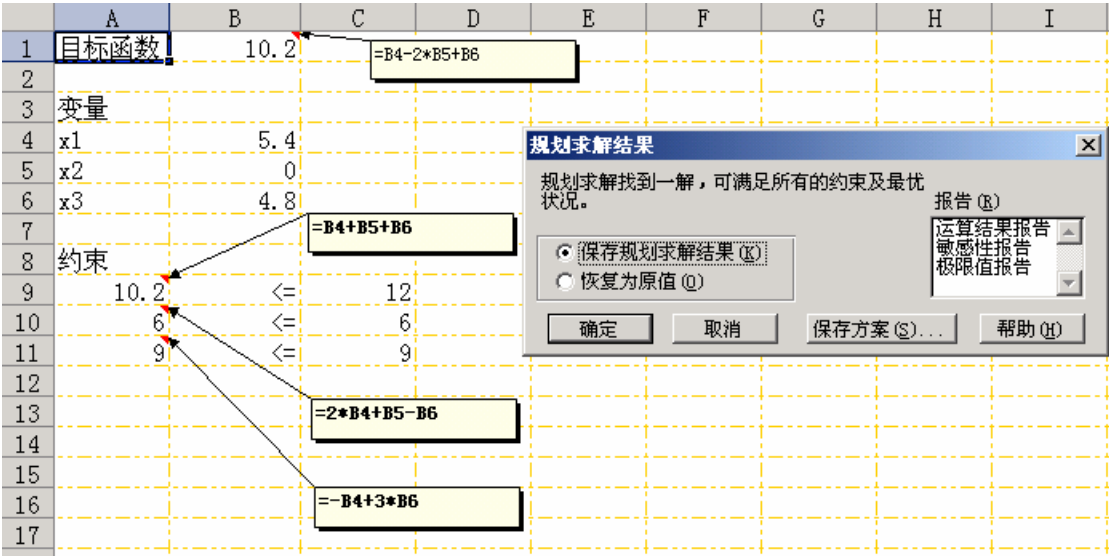 A B C D E F G H I
1 目标函数 10.2 =B4-2*B5+B6
2
3 变量
4 x1 5.4
5 x2 0
6 x3 4.8
7 =B4+B5+B6
8 约束
9 10.2 <= 12
10 6 <= 6
11 9 <= 9
12
13 =2*B4+B5-B6
14
15
16 =-B4+3*B6
17
规划求解结果
规划求解找到一解，可满足所有的约束及最优
状况。
报告(R)
运算结果报告
敏感性报告
极限值报告
保存规划求解结果(K)
恢复为原值(O)
确定 取消 保存方案(S)... 帮助(H)